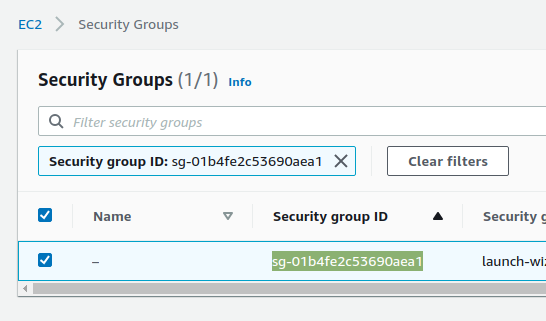 EC2 > Security Groups
Security Groups (1/1) Info
Filter security groups
Security group ID: sg-01b4fe2c53690aea1 Clear filters
Name Security group ID Security g
– sg-01b4fe2c53690aea1 launch-wi